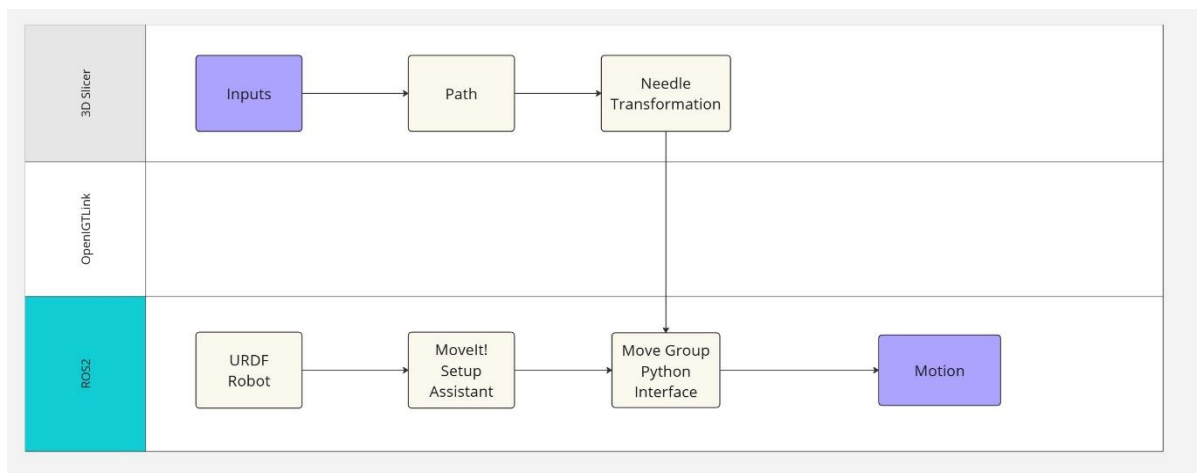 3D Slicer
Inputs
Path
Needle
Transformation
OpenIGTLink
ROS2
URDF
Robot
MoveIt!
Setup
Assistant
Move Group
Python
Interface
Motion